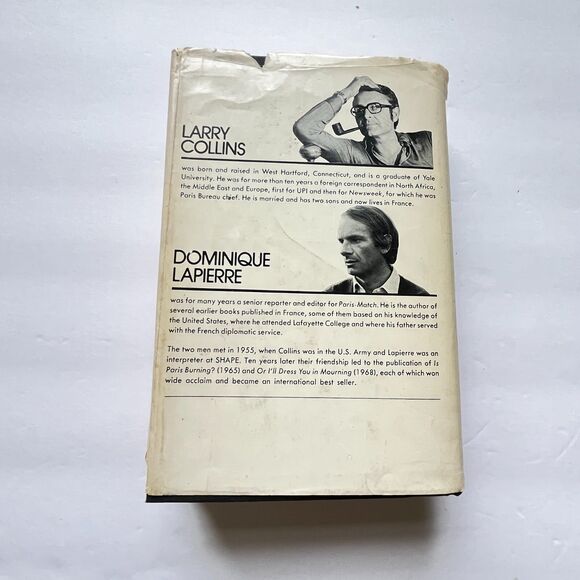 LARRY
COLLINS
was born and raised in West Hartford, Connecticut, and is a graduate of Yale
University. He was for more than ten years a foreign correspondent in North Africa,
the Middle East and Europe, first for UPI and then for Newsweek, for which he was
Paris Bureau chief. He is married and has two sons and now lives in France.
DOMINIQUE
LAPIERRE
was for many years a senior reporter and editor for Paris-Match. He is the author of
several earlier books published in France, some of them based on his knowledge of
the United States, where he attended Lafayette College and where his father served
with the French diplomatic service.
The two men met in 1955, when Collins was in the U.S. Army and Lapierre was an
interpreter at SHAPE. Ten years later their friendship led to the publication of Is
Paris Burning? (1965) and Or I'll Dress You in Mourning (1968), each of which won
wide acclaim and became an international best seller.